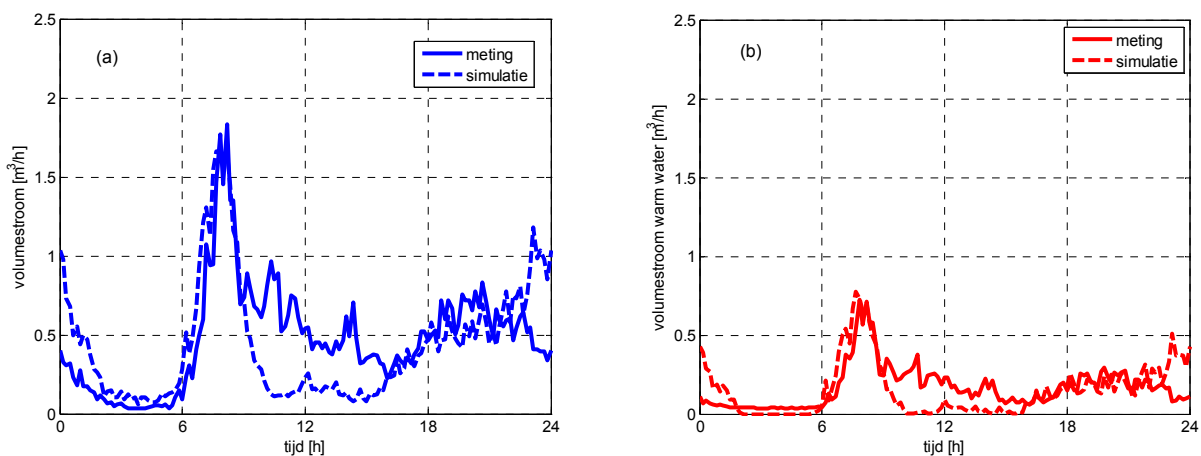 2.5
2
1.5
1
0.5
0
0
6
12
18
24
tijd [h]
volumestroom [m³/h]
(a)
meting
simulatie
2.5
2
1.5
1
0.5
0
0
6
12
18
24
tijd [h]
volumestroom warm water [m³/h]
(b)
meting
simulatie